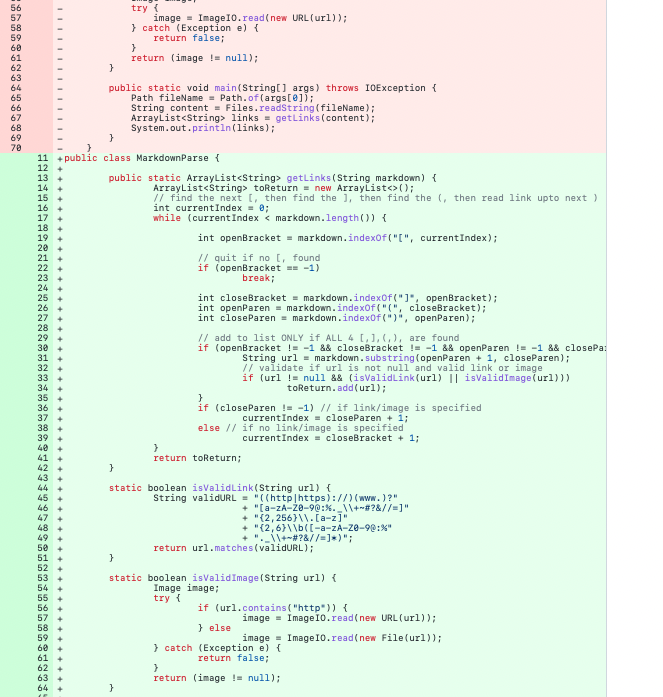 56 - try {
57 - image = ImageIO.read(new URL(url));
58 - } catch (Exception e) {
59 - return false;
60 - }
61 - return (image != null);
62 - }
63 -
64 - public static void main(String[] args) throws IOException {
65 - Path fileName = Path.of(args[0]);
66 - String content = Files.readString(fileName);
67 - ArrayList<String> links = getLinks(content);
68 - System.out.println(links);
69 - }
70 - }
11 +public class MarkdownParse {
12 +
13 + public static ArrayList<String> getLinks(String markdown) {
14 + ArrayList<String> toReturn = new ArrayList<>();
15 + // find the next [, then find the ], then find the (, then read link upto next )
16 + int currentIndex = 0;
17 + while (currentIndex < markdown.length()) {
18 +
19 + int openBracket = markdown.indexOf("[", currentIndex);
20 +
21 + // quit if no [, found
22 + if (openBracket == -1)
23 + break;
24 +
25 + int closeBracket = markdown.indexOf("]", openBracket);
26 + int openParen = markdown.indexOf("(", closeBracket);
27 + int closeParen = markdown.indexOf(")", openParen);
28 +
29 + // add to list ONLY if ALL 4 [,],(,), are found
30 + if (openBracket != -1 && closeBracket != -1 && openParen != -1 && closePa
31 + String url = markdown.substring(openParen + 1, closeParen);
32 + // validate if url is not null and valid link or image
33 + if (url != null && (isValidLink(url) || isValidImage(url)))
34 + toReturn.add(url);
35 + }
36 + if (closeParen != -1) // if link/image is specified
37 + currentIndex = closeParen + 1;
38 + else // if no link/image is specified
39 + currentIndex = closeBracket + 1;
40 + }
41 + return toReturn;
42 + }
43 +
44 + static boolean isValidLink(String url) {
45 + String validURL = "((http|https)://)(www.)?"
46 + + "[a-zA-Z0-9@:%._\\+~#?&//=]"
47 + + "{2,256}\\.[a-z]"
48 + + "{2,6}\\b([-a-zA-Z0-9@:%"
49 + + "._\\+~#?&//=]*)";
50 + return url.matches(validURL);
51 + }
52 +
53 + static boolean isValidImage(String url) {
54 + Image image;
55 + try {
56 + if (url.contains("http")) {
57 + image = ImageIO.read(new URL(url));
58 + } else
59 + image = ImageIO.read(new File(url));
60 + } catch (Exception e) {
61 + return false;
62 + }
63 + return (image != null);
64 + }